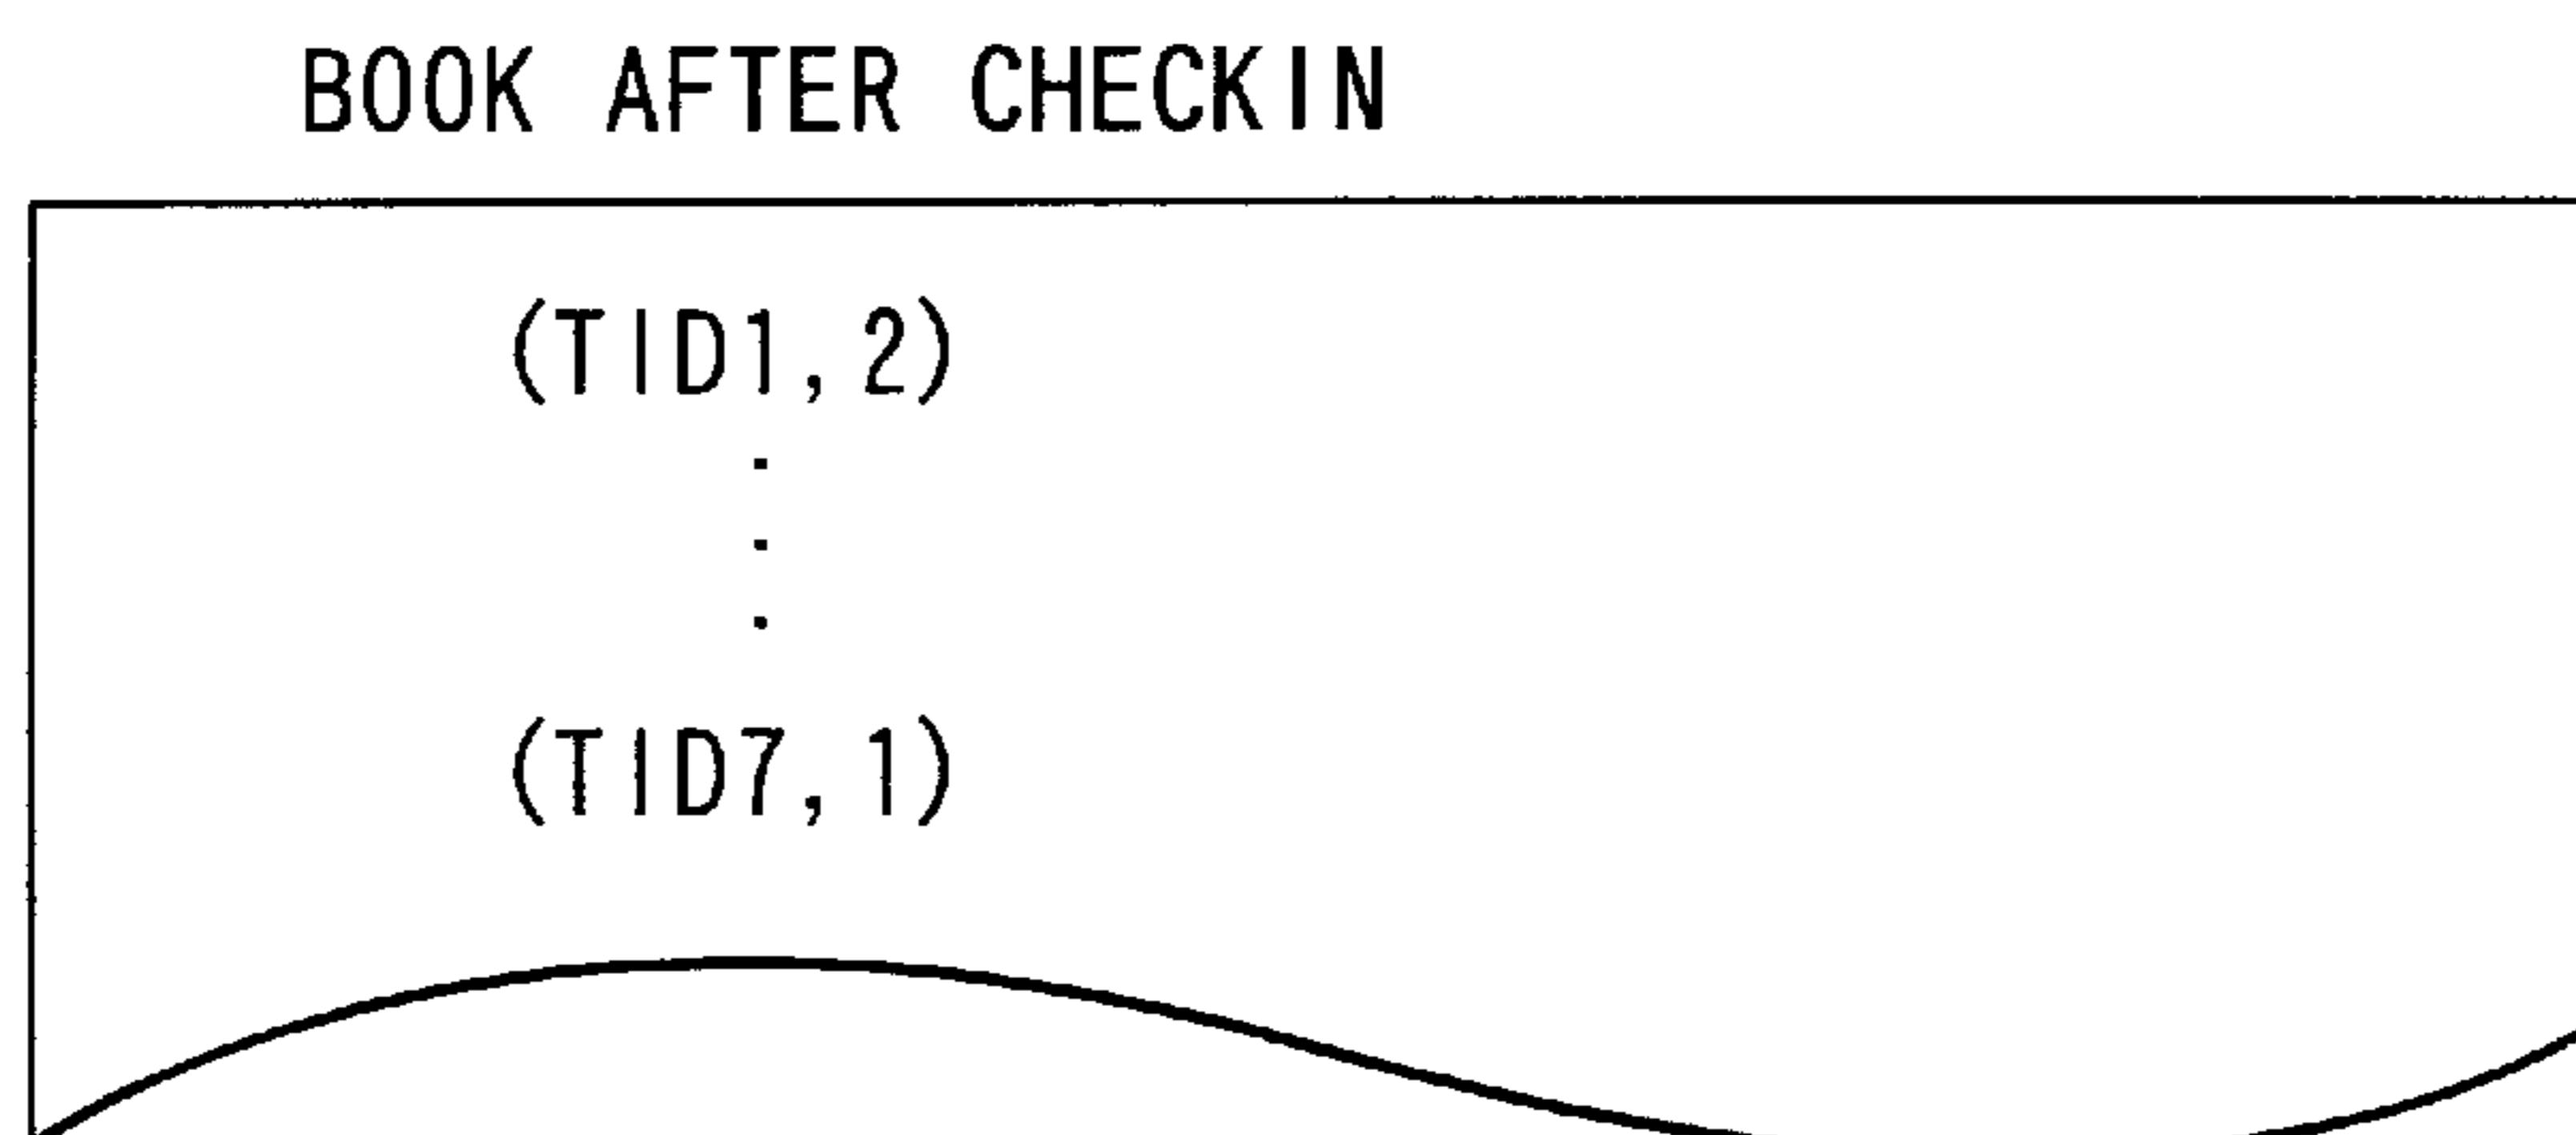 BOOK AFTER CHECKIN
(TID1, 2)
.
.
.
(TID7, 1)